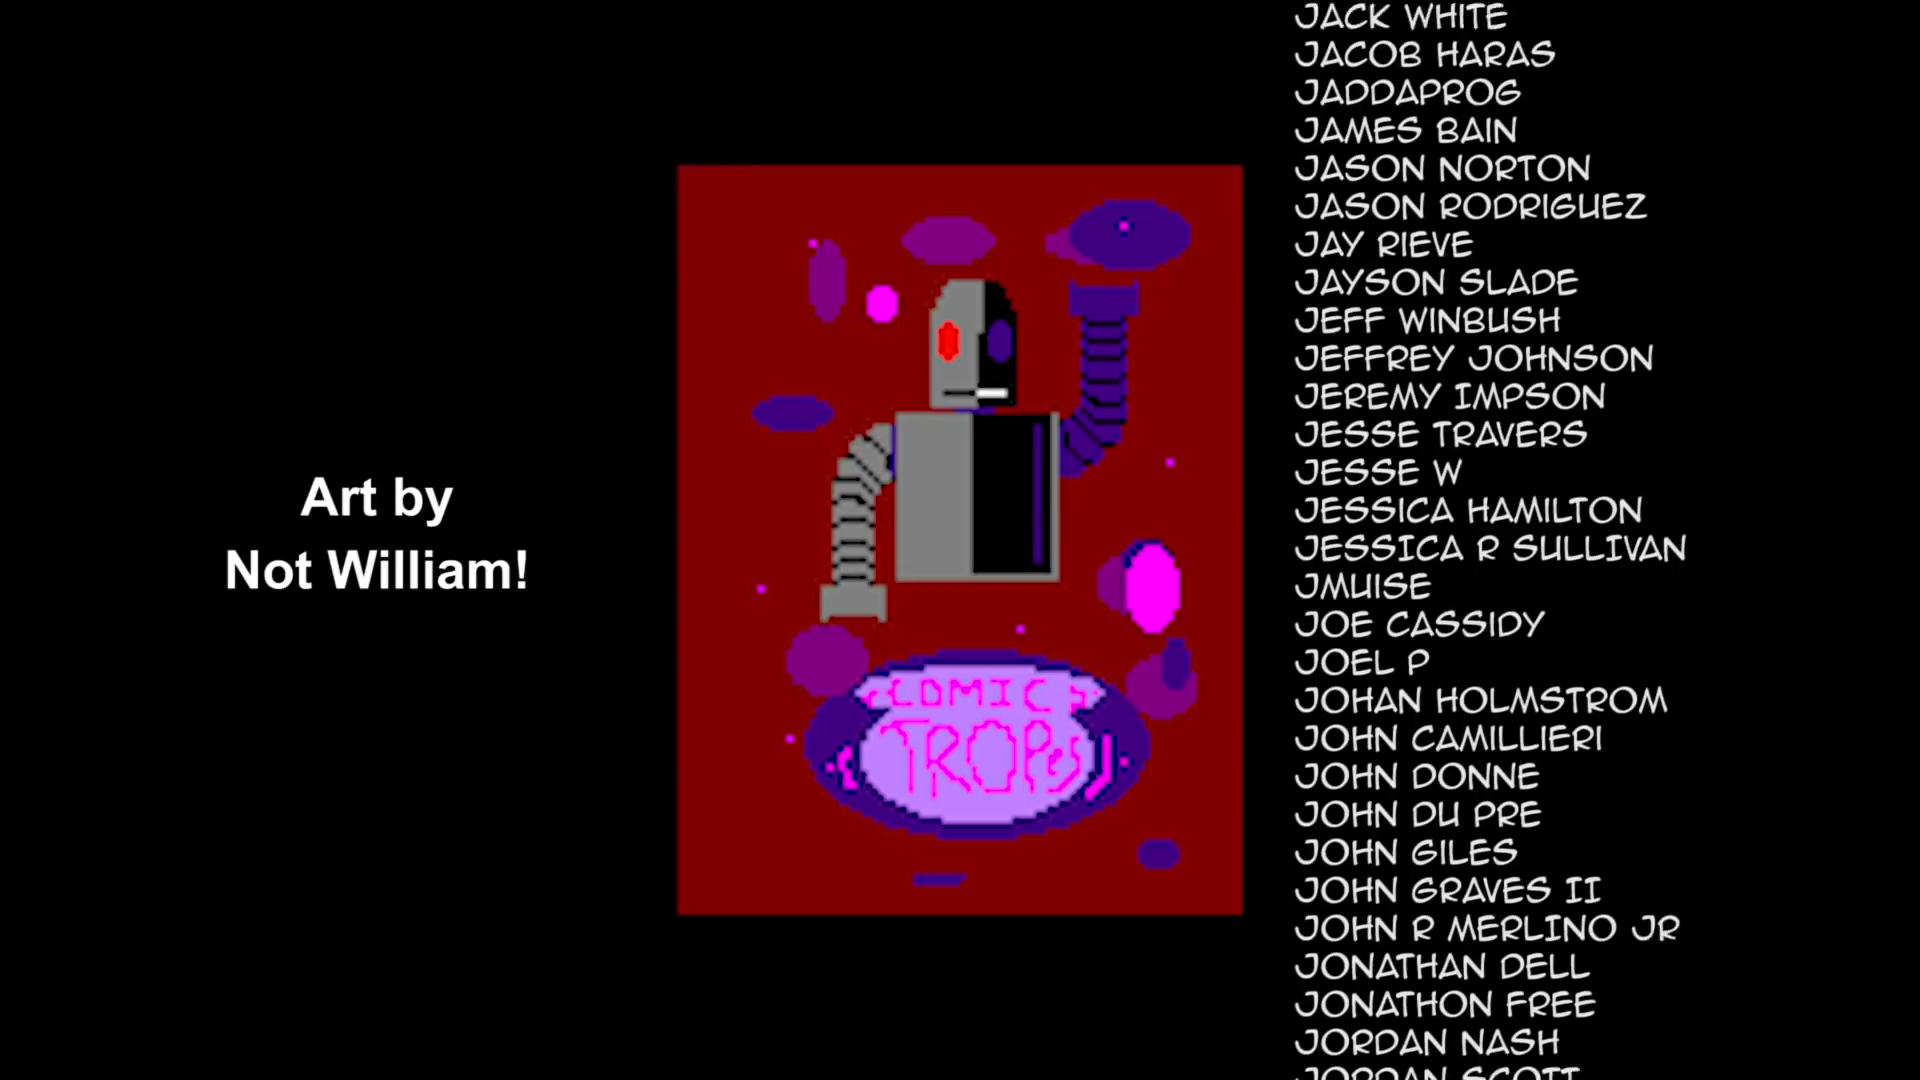 Art by
Not William!
COMIC
TROPES
JACK WHITE
JACOB HARAS
JADDAPROG
JAMES BAIN
JASON NORTON
JASON RODRIGUEZ
JAY RIEVE
JAYSON SLADE
JEFF WINBUSH
JEFFREY JOHNSON
JEREMY IMPSON
JESSE TRAVERS
JESSE W
JESSICA HAMILTON
JESSICA R SULLIVAN
JMUISE
JOE CASSIDY
JOEL P
JOHAN HOLMSTROM
JOHN CAMILLIERI
JOHN DONNE
JOHN DU PRE
JOHN GILES
JOHN GRAVES II
JOHN R MERLINO JR
JONATHAN DELL
JONATHON FREE
JORDAN NASH
JORDAN SCOTT